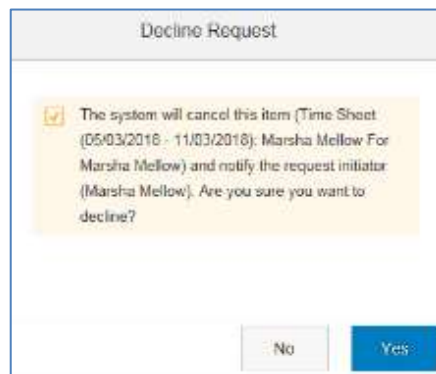 Decline Request
The system will cancel this item (Time Sheet
(05/03/2018 - 11/03/2018): Marsha Mellow For
Marsha Mellow) and notify the request initiator
(Marsha Mellow). Are you sure you want to
decline?
No
Yes